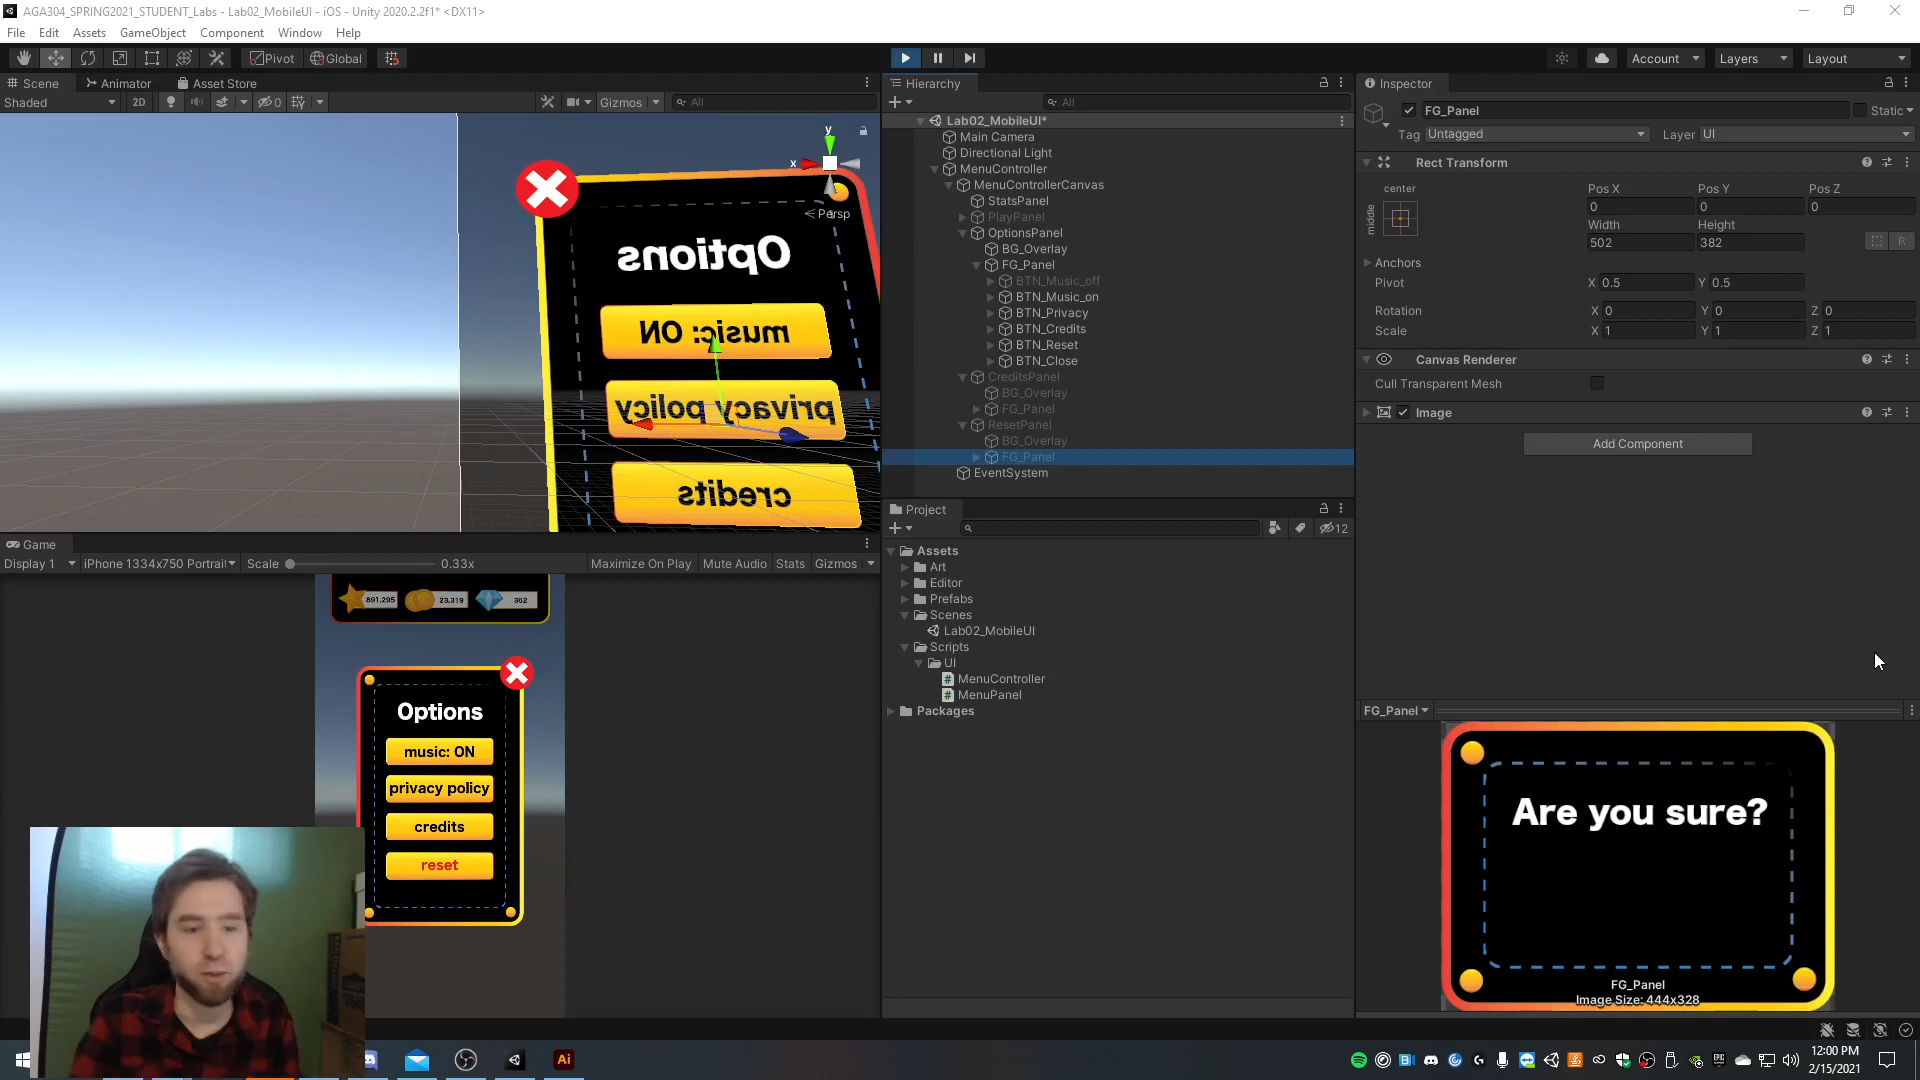 AGA304_SPRING2021_STUDENT_Labs - Lab02_MobileUI - iOS - Unity 2020.2.2f1* <DX11>
File Edit Assets GameObject Component Window Help
Pivot Global Account Layers Layout
Scene Animator Asset Store
Shaded 2D 0 Gizmos All
y
x
Persp
Options
music: ON
privacy policy
credits
Game
Display 1 iPhone 1334x750 Portrait Scale 0.33x Maximize On Play Mute Audio Stats Gizmos
891,295 23,319 362
Options
music: ON
privacy policy
credits
reset
Hierarchy
All
Lab02_MobileUI*
Main Camera
Directional Light
MenuController
MenuControllerCanvas
StatsPanel
PlayPanel
OptionsPanel
BG_Overlay
FG_Panel
BTN_Music_off
BTN_Music_on
BTN_Privacy
BTN_Credits
BTN_Reset
BTN_Close
CreditsPanel
BG_Overlay
FG_Panel
ResetPanel
BG_Overlay
FG_Panel
EventSystem
Project
12
Assets
Art
Editor
Prefabs
Scenes
Lab02_MobileUI
Scripts
UI
MenuController
MenuPanel
Packages
Inspector
FG_Panel Static
Tag Untagged Layer UI
Rect Transform
center
middle
Pos X Pos Y Pos Z
0 0 0
Width Height
502 382
R
Anchors
Pivot X 0.5 Y 0.5
Rotation X 0 Y 0 Z 0
Scale X 1 Y 1 Z 1
Canvas Renderer
Cull Transparent Mesh
Image
Add Component
FG_Panel
Are you sure?
FG_Panel
Image Size: 444x328
Ai
12:00 PM
2/15/2021